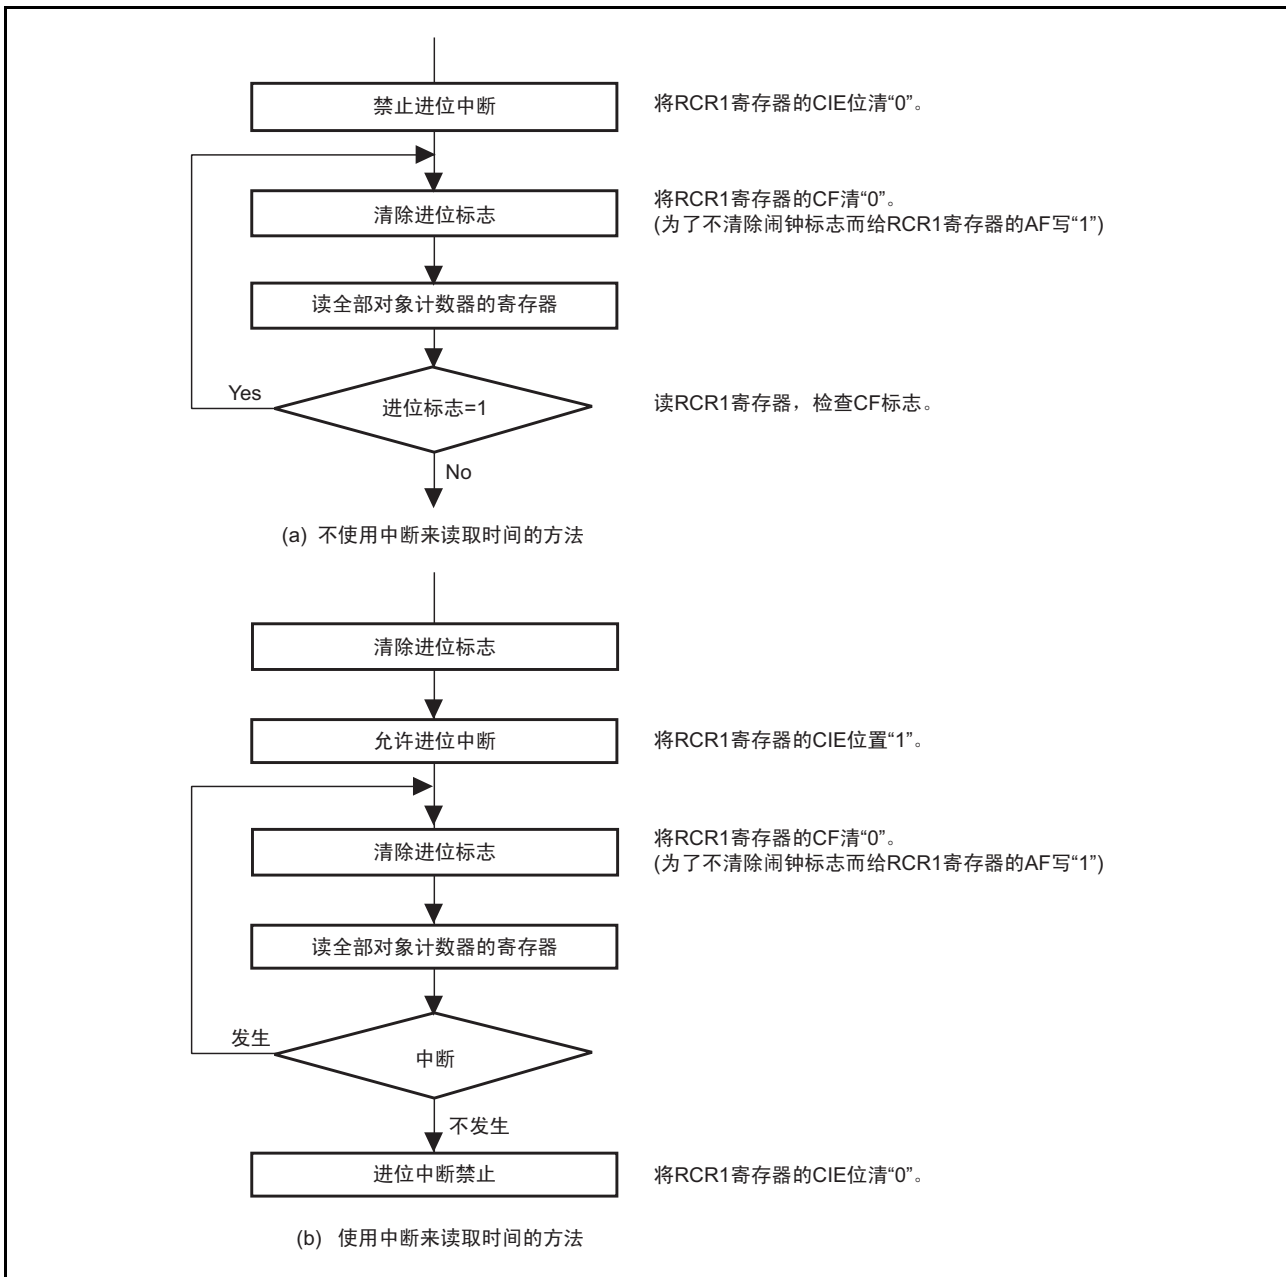 禁止进位中断
将RCR1寄存器的CIE位清“0”。
清除进位标志
将RCR1寄存器的CF清“0”。
(为了不清除闹钟标志而给RCR1寄存器的AF写“1”)
读全部对象计数器的寄存器
Yes
进位标志=1
读RCR1寄存器，检查CF标志。
No
(a) 不使用中断来读取时间的方法
清除进位标志
允许进位中断
将RCR1寄存器的CIE位置“1”。
清除进位标志
将RCR1寄存器的CF清“0”。
(为了不清除闹钟标志而给RCR1寄存器的AF写“1”)
读全部对象计数器的寄存器
发生
中断
不发生
进位中断禁止
将RCR1寄存器的CIE位清“0”。
(b) 使用中断来读取时间的方法